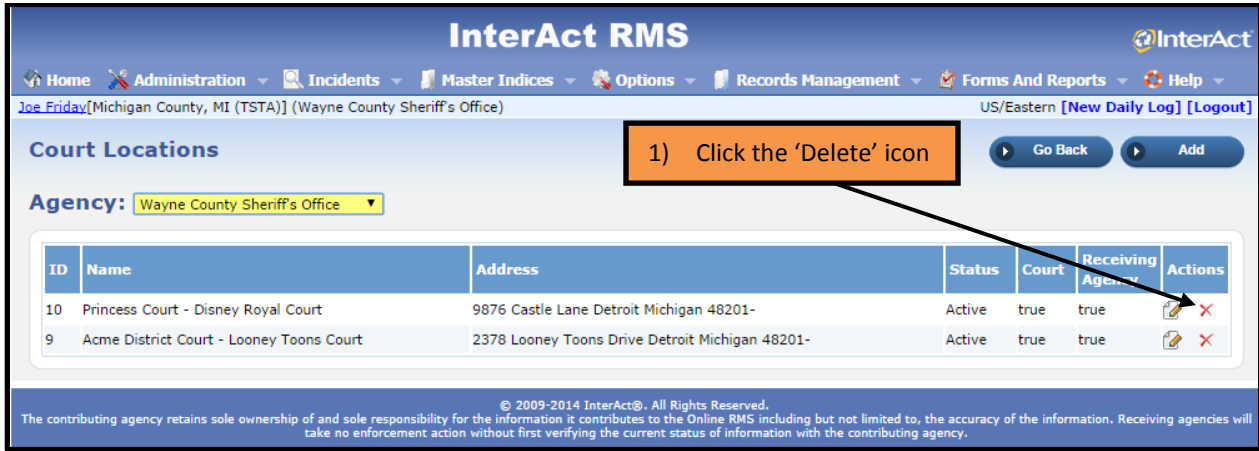 InterAct RMS
InterAct
Home Administration Incidents Master Indices Options Records Management Forms And Reports Help
Joe Friday[Michigan County, MI (TSTA)] (Wayne County Sheriff's Office) US/Eastern [New Daily Log] [Logout]
Court Locations
1) Click the ‘Delete’ icon
Go Back Add
Agency: Wayne County Sheriff's Office
ID Name Address Status Court Receiving Agency Actions
10 Princess Court - Disney Royal Court 9876 Castle Lane Detroit Michigan 48201- Active true true
9 Acme District Court - Looney Toons Court 2378 Looney Toons Drive Detroit Michigan 48201- Active true true
© 2009-2014 InterAct®. All Rights Reserved.
The contributing agency retains sole ownership of and sole responsibility for the information it contributes to the Online RMS including but not limited to, the accuracy of the information. Receiving agencies will
take no enforcement action without first verifying the current status of information with the contributing agency.